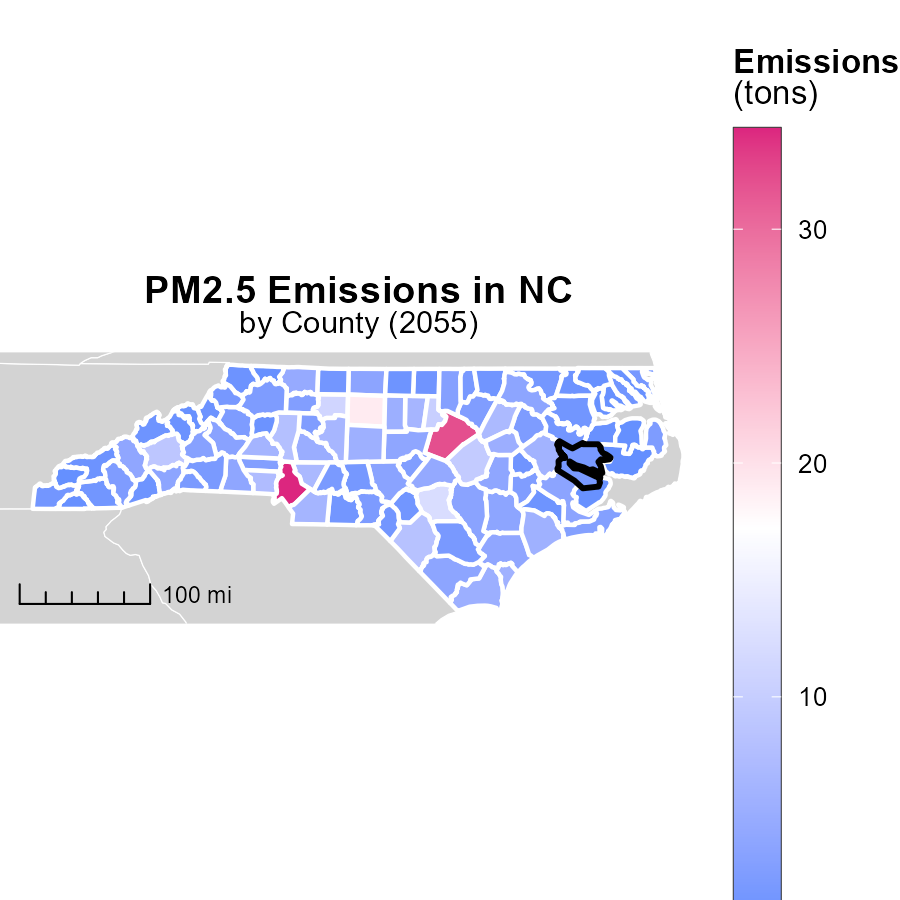 Emissions
(tons)
30
20
10
PM2.5 Emissions in NC
by County (2055)
100 mi